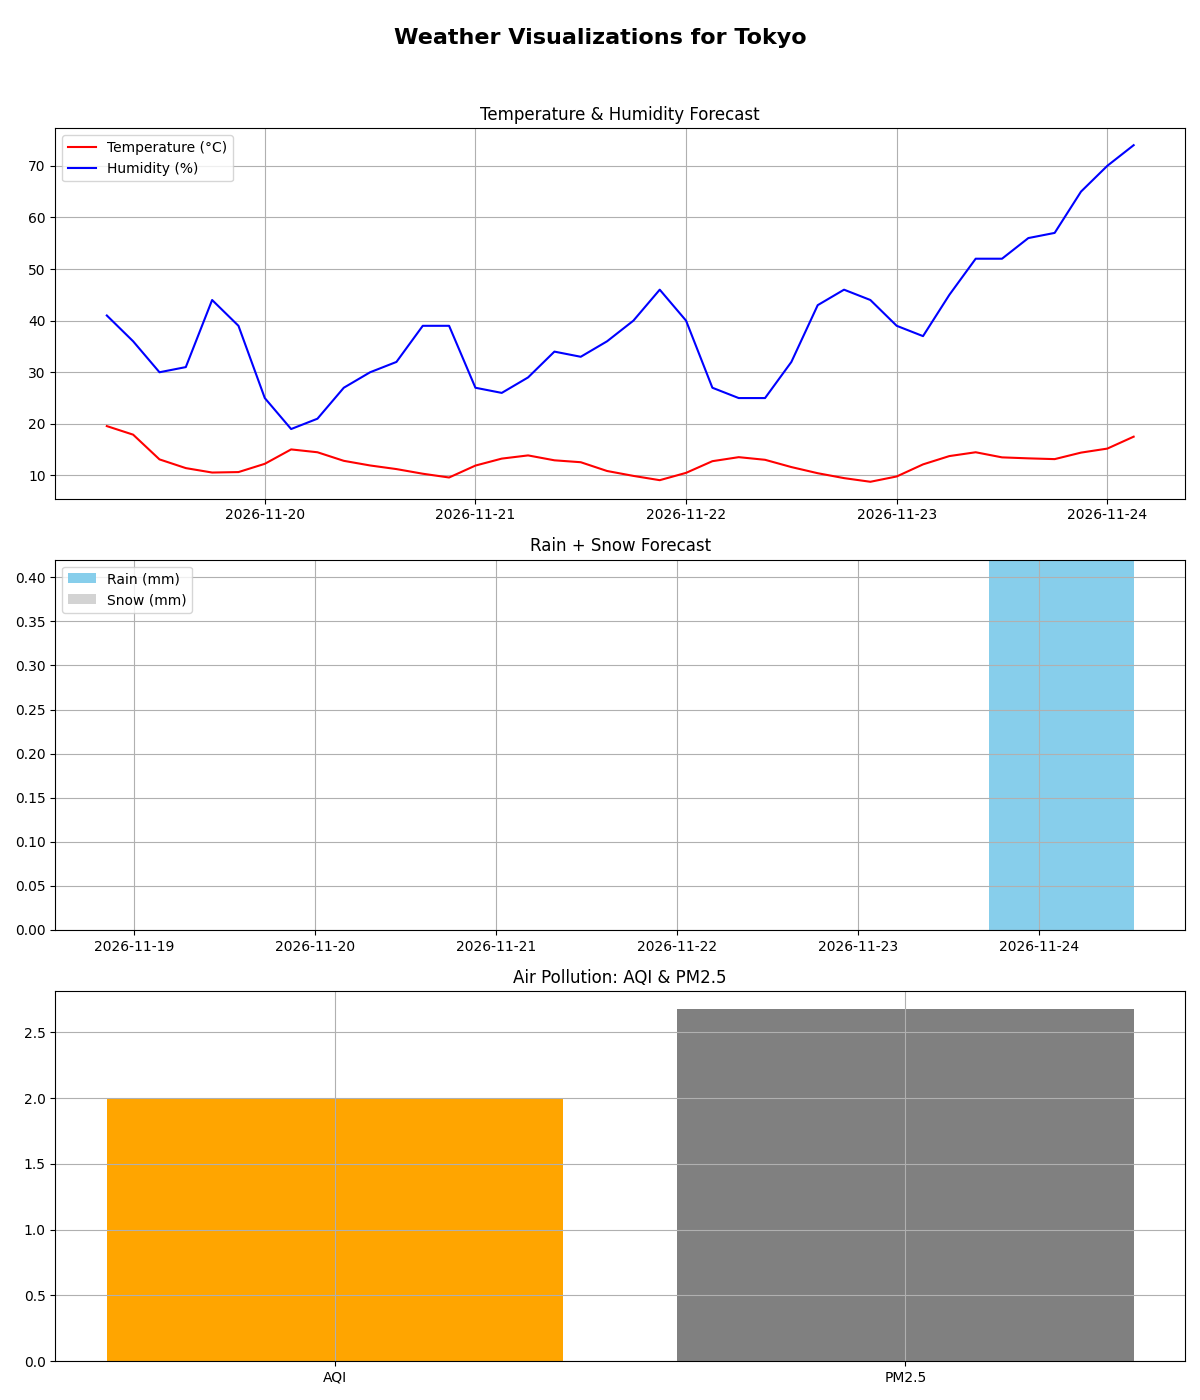 Weather Visualizations for Tokyo
Temperature & Humidity Forecast
Temperature (°C)
Humidity (%)
70
60
50
40
30
20
10
2026-11-20 2026-11-21 2026-11-22 2026-11-23 2026-11-24
Rain + Snow Forecast
Rain (mm)
Snow (mm)
0.40
0.35
0.30
0.25
0.20
0.15
0.10
0.05
0.00
2026-11-19 2026-11-20 2026-11-21 2026-11-22 2026-11-23 2026-11-24
Air Pollution: AQI & PM2.5
2.5
2.0
1.5
1.0
0.5
0.0
AQI PM2.5